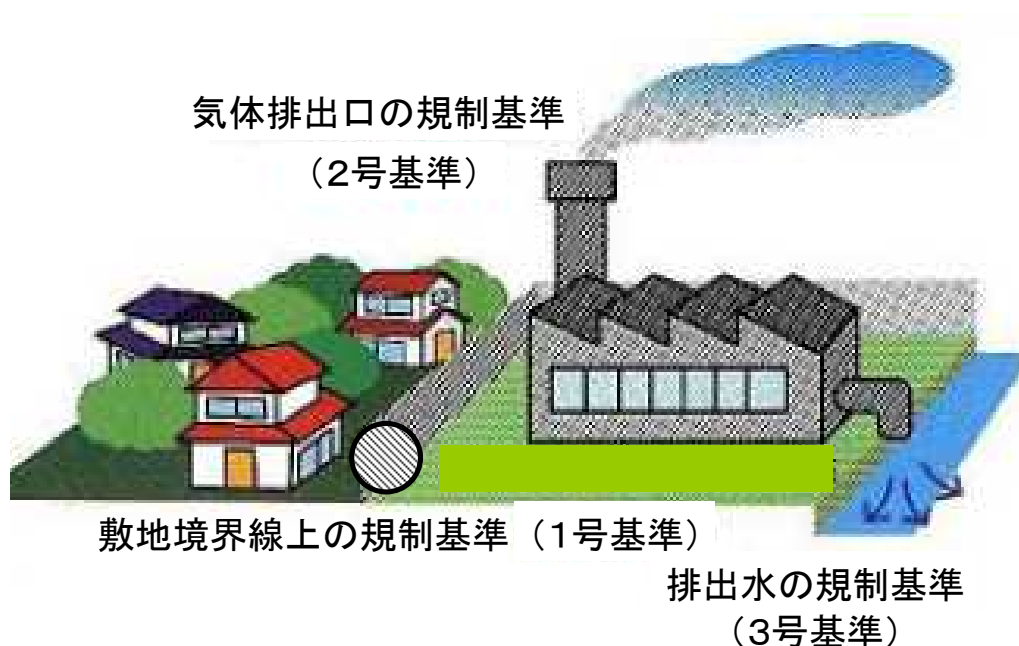 気体排出口の規制基準
（２号基準）
敷地境界線上の規制基準（１号基準）
排出水の規制基準
（３号基準）